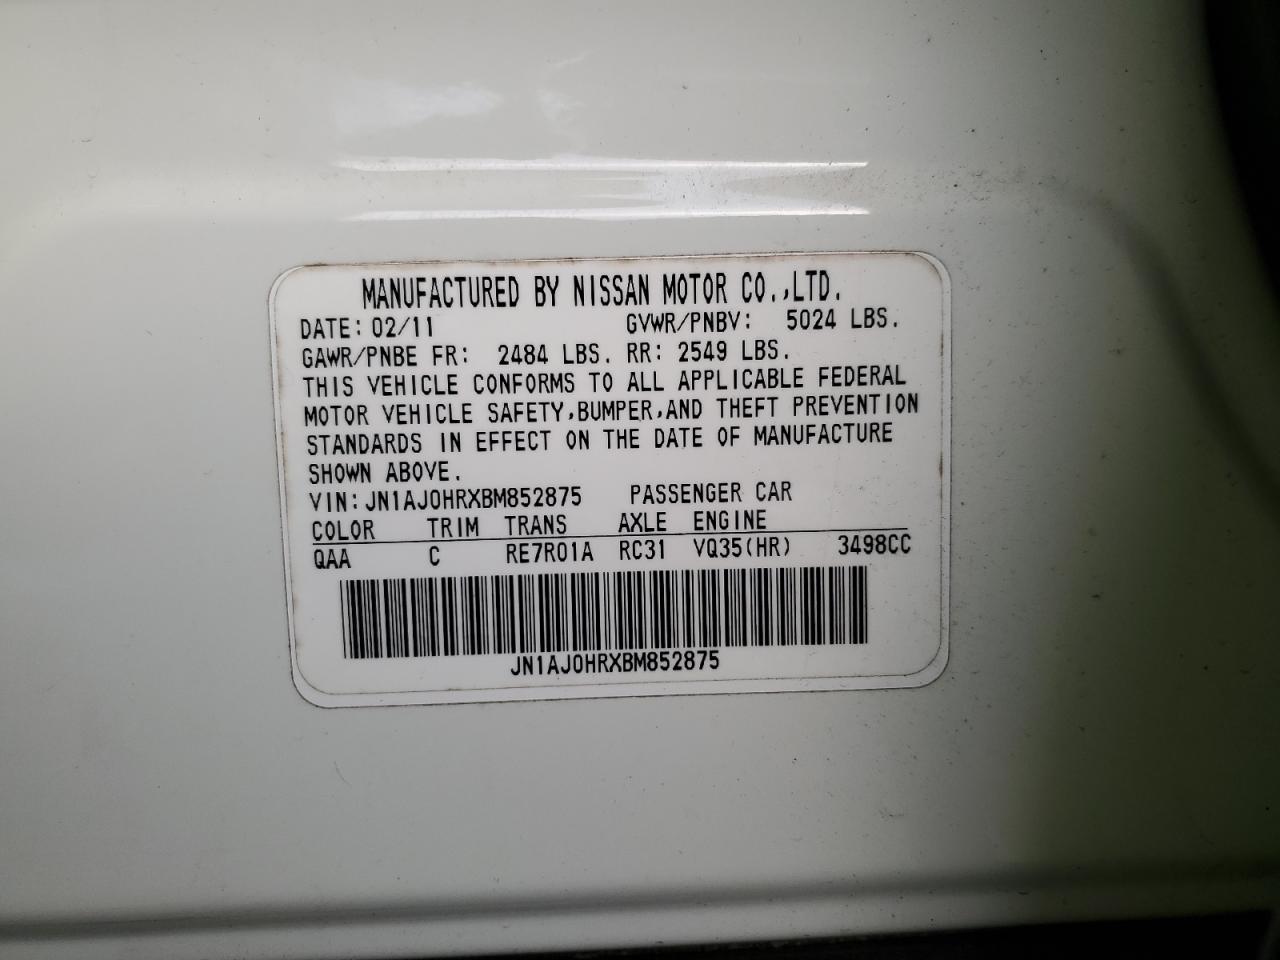 MANUFACTURED BY NISSAN MOTOR CO.,LTD.
DATE: 02/11 GVWR/PNBV: 5024 LBS.
GAWR/PNBE FR: 2484 LBS. RR: 2549 LBS.
THIS VEHICLE CONFORMS TO ALL APPLICABLE FEDERAL
MOTOR VEHICLE SAFETY,BUMPER,AND THEFT PREVENTION
STANDARDS IN EFFECT ON THE DATE OF MANUFACTURE
SHOWN ABOVE.
VIN: JN1AJ0HRXBM852875 PASSENGER CAR
COLOR TRIM TRANS AXLE ENGINE
QAA C RE7R01A RC31 VQ35(HR) 3498CC
JN1AJ0HRXBM852875